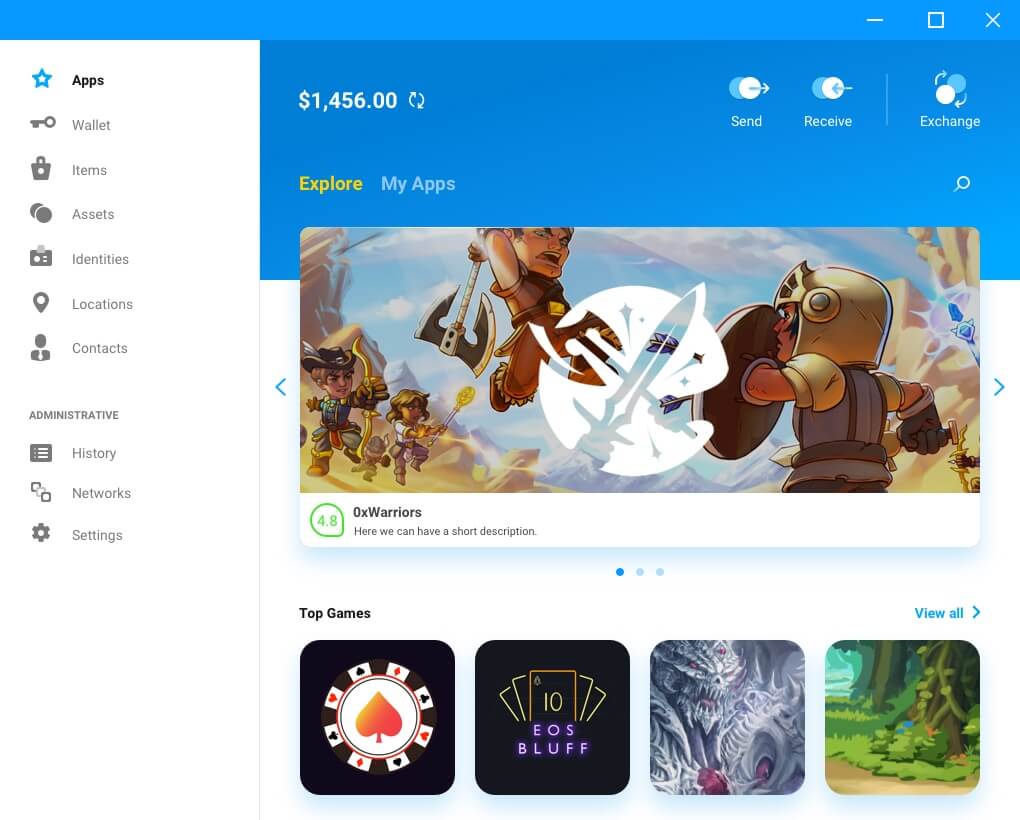 Apps
Wallet
Items
Assets
Identities
Locations
Contacts
ADMINISTRATIVE
History
Networks
Settings
$1,456.00
Send
Receive
Exchange
Explore My Apps
4.8
0xWarriors
Here we can have a short description.
Top Games
View all
10
EOS
BLUFF